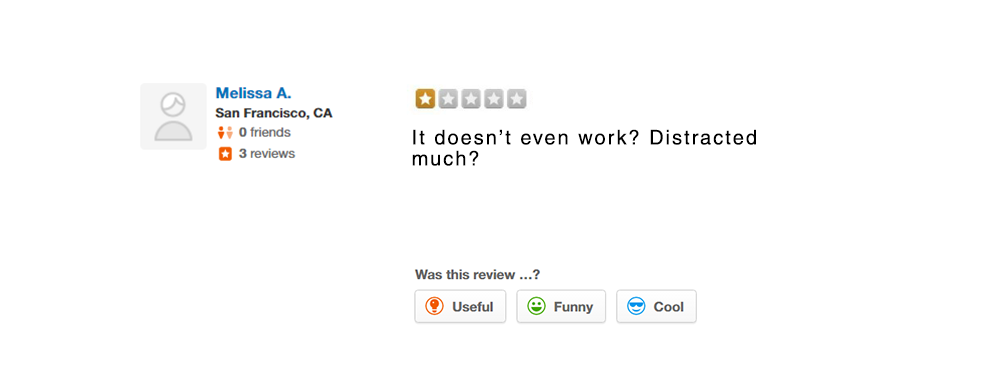 Melissa A.
San Francisco, CA
0 friends
3 reviews
It doesn't even work? Distracted
much?
Was this review ...?
Useful
Funny
Cool